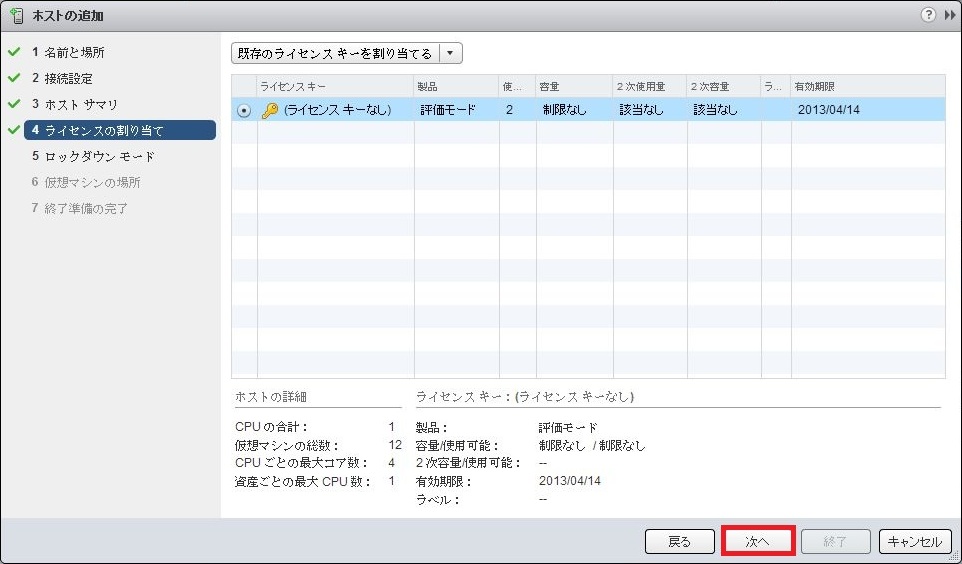 ホストの追加
?
1 名前と場所
2 接続設定
3 ホスト サマリ
4 ライセンスの割り当て
5 ロックダウン モード
6 仮想マシンの場所
7 終了準備の完了
既存のライセンス キーを割り当てる
ライセンス キー 製品 使... 容量 2 次使用量 2 次容量 ラ... 有効期限
(ライセンス キーなし) 評価モード 2 制限なし 該当なし 該当なし 2013/04/14
ホストの詳細
CPU の合計: 1
仮想マシンの総数: 12
CPU ごとの最大コア数: 4
資産ごとの最大 CPU 数: 1
ライセンス キー: (ライセンス キーなし)
製品: 評価モード
容量/使用可能: 制限なし / 制限なし
2 次容量/使用可能: --
有効期限: 2013/04/14
ラベル: --
戻る 次へ 終了 キャンセル